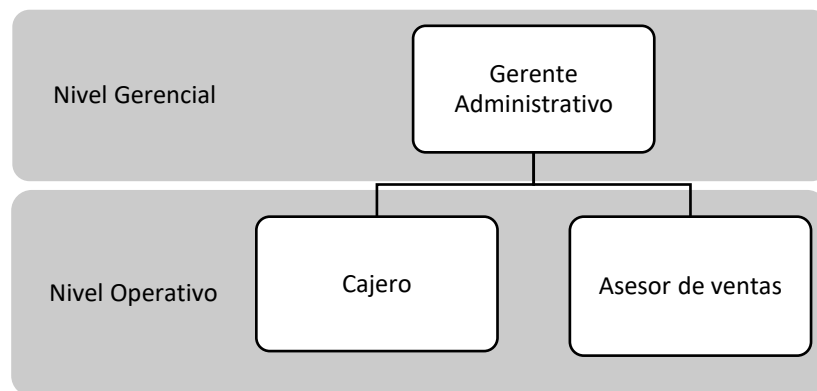 Nivel Gerencial
Gerente
Administrativo
Nivel Operativo
Cajero
Asesor de ventas